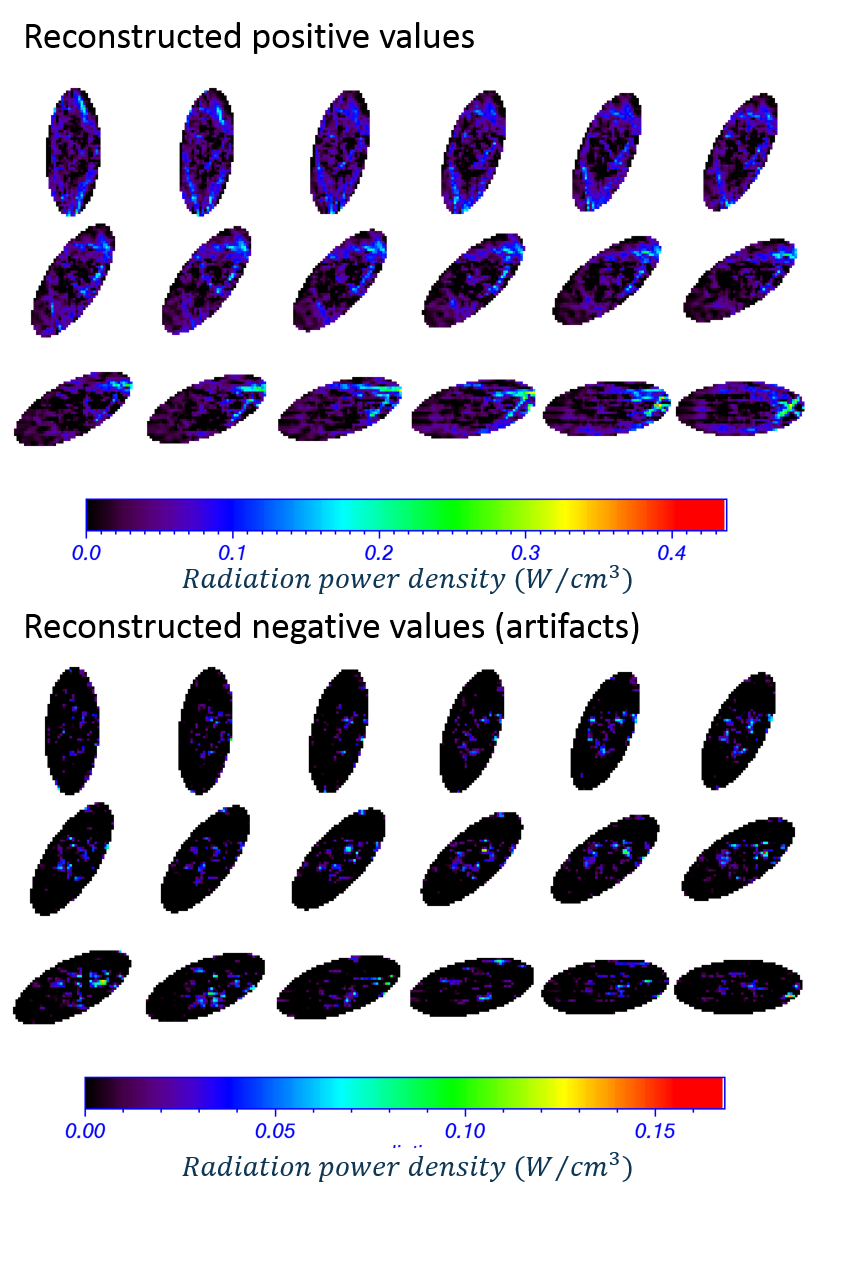 Reconstructed positive values
0.0 0.1 0.2 0.3 0.4
Radiation power density (W/cm³)
Reconstructed negative values (artifacts)
0.00 0.05 0.10 0.15
Radiation power density (W/cm³)